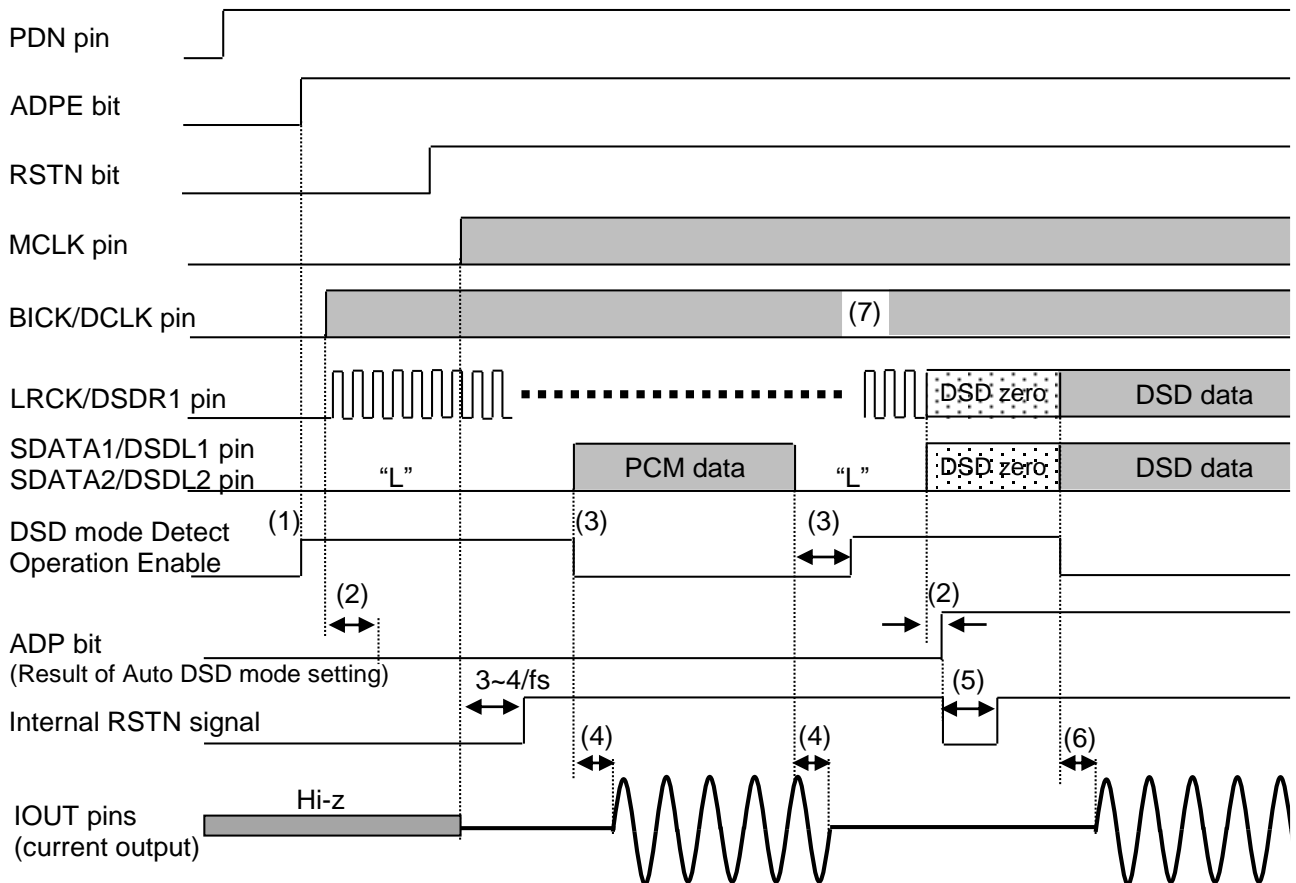 PDN pin
ADPE bit
RSTN bit
MCLK pin
BICK/DCLK pin
(7)
LRCK/DSDR1 pin
DSD zero
DSD data
SDATA1/DSDL1 pin
SDATA2/DSDL2 pin
“L”
PCM data
“L”
DSD zero
DSD data
DSD mode Detect
Operation Enable
(1)
(3)
(3)
(2)
(2)
ADP bit
(Result of Auto DSD mode setting)
3~4/fs
(5)
Internal RSTN signal
(4)
(4)
(6)
Hi-z
IOUT pins
(current output)